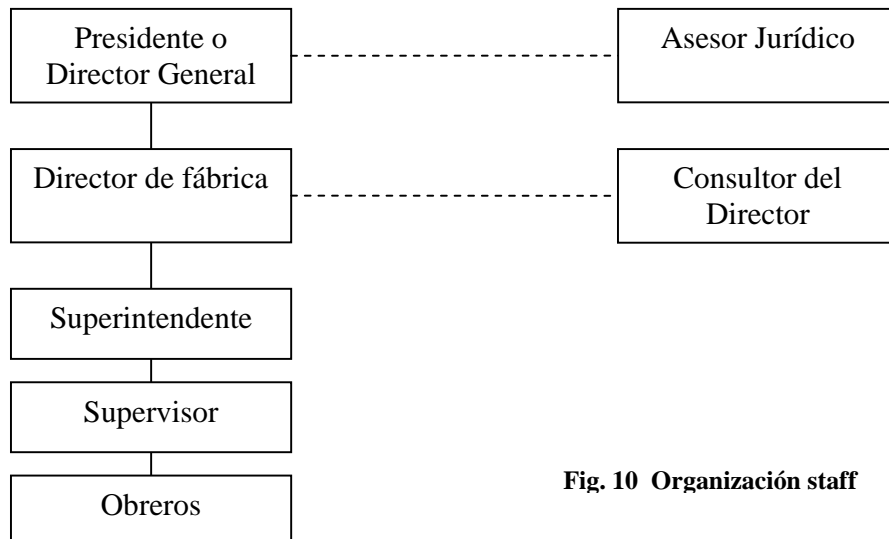 Presidente o
Director General
Asesor Jurídico
Director de fábrica
Consultor del
Director
Superintendente
Supervisor
Obreros
Fig. 10 Organización staff